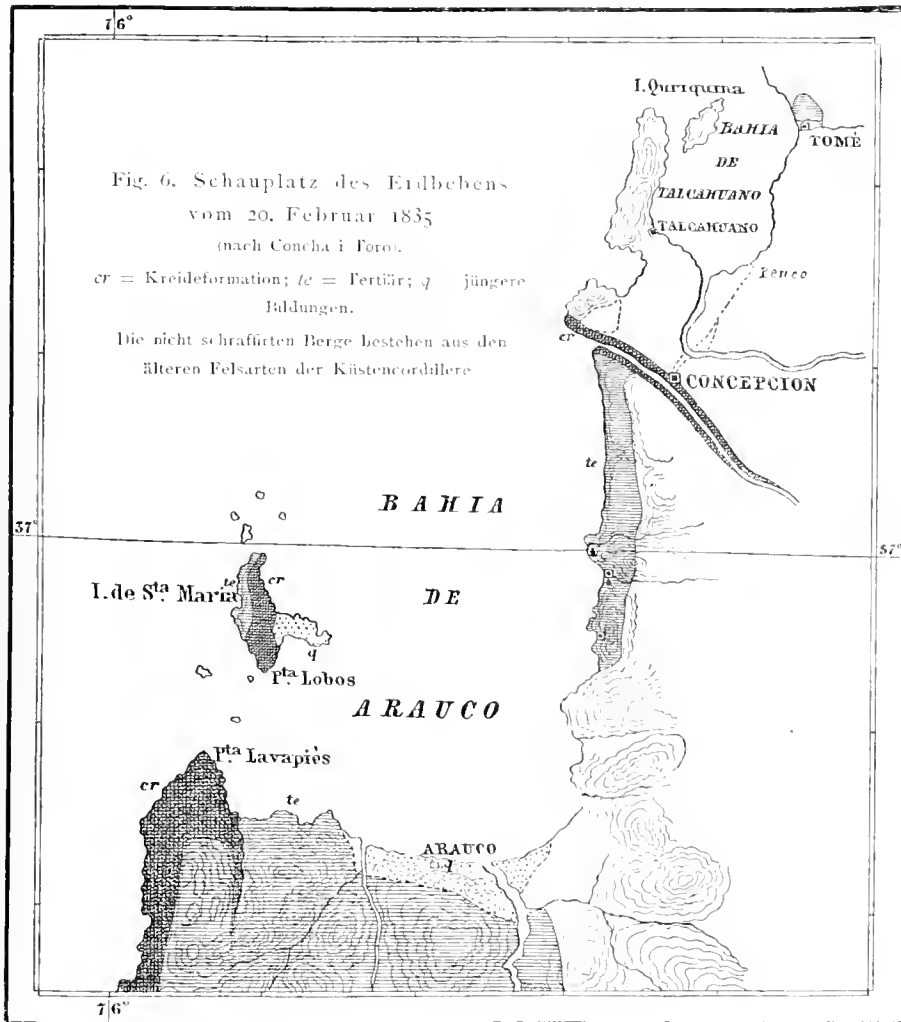 76°
I. Quiriquina
BAHIA
DE
TALCAHUANO
TALCAHUANO
TOMÉ
Fig. 6. Schauplatz des Erdbebens
vom 20. Februar 1835
(nach Concha i Toro).
cr = Kreideformation; te = Tertiär; q jüngere
Bildungen.
Die nicht schraffirten Berge bestehen aus den
älteren Felsarten der Küstencordillere
Penco
cr
CONCEPCION
te
BAHIA
37°
37°
te
cr
I. de Sta. Maria
DE
q
Pta. Lobos
ARAUCO
Pta. Lavapiés
cr
te
ARAUCO
q
76°